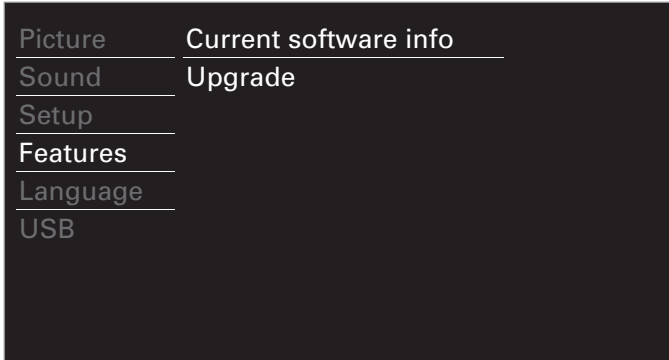 Picture
Sound
Setup
Features
Language
USB
Current software info
Upgrade